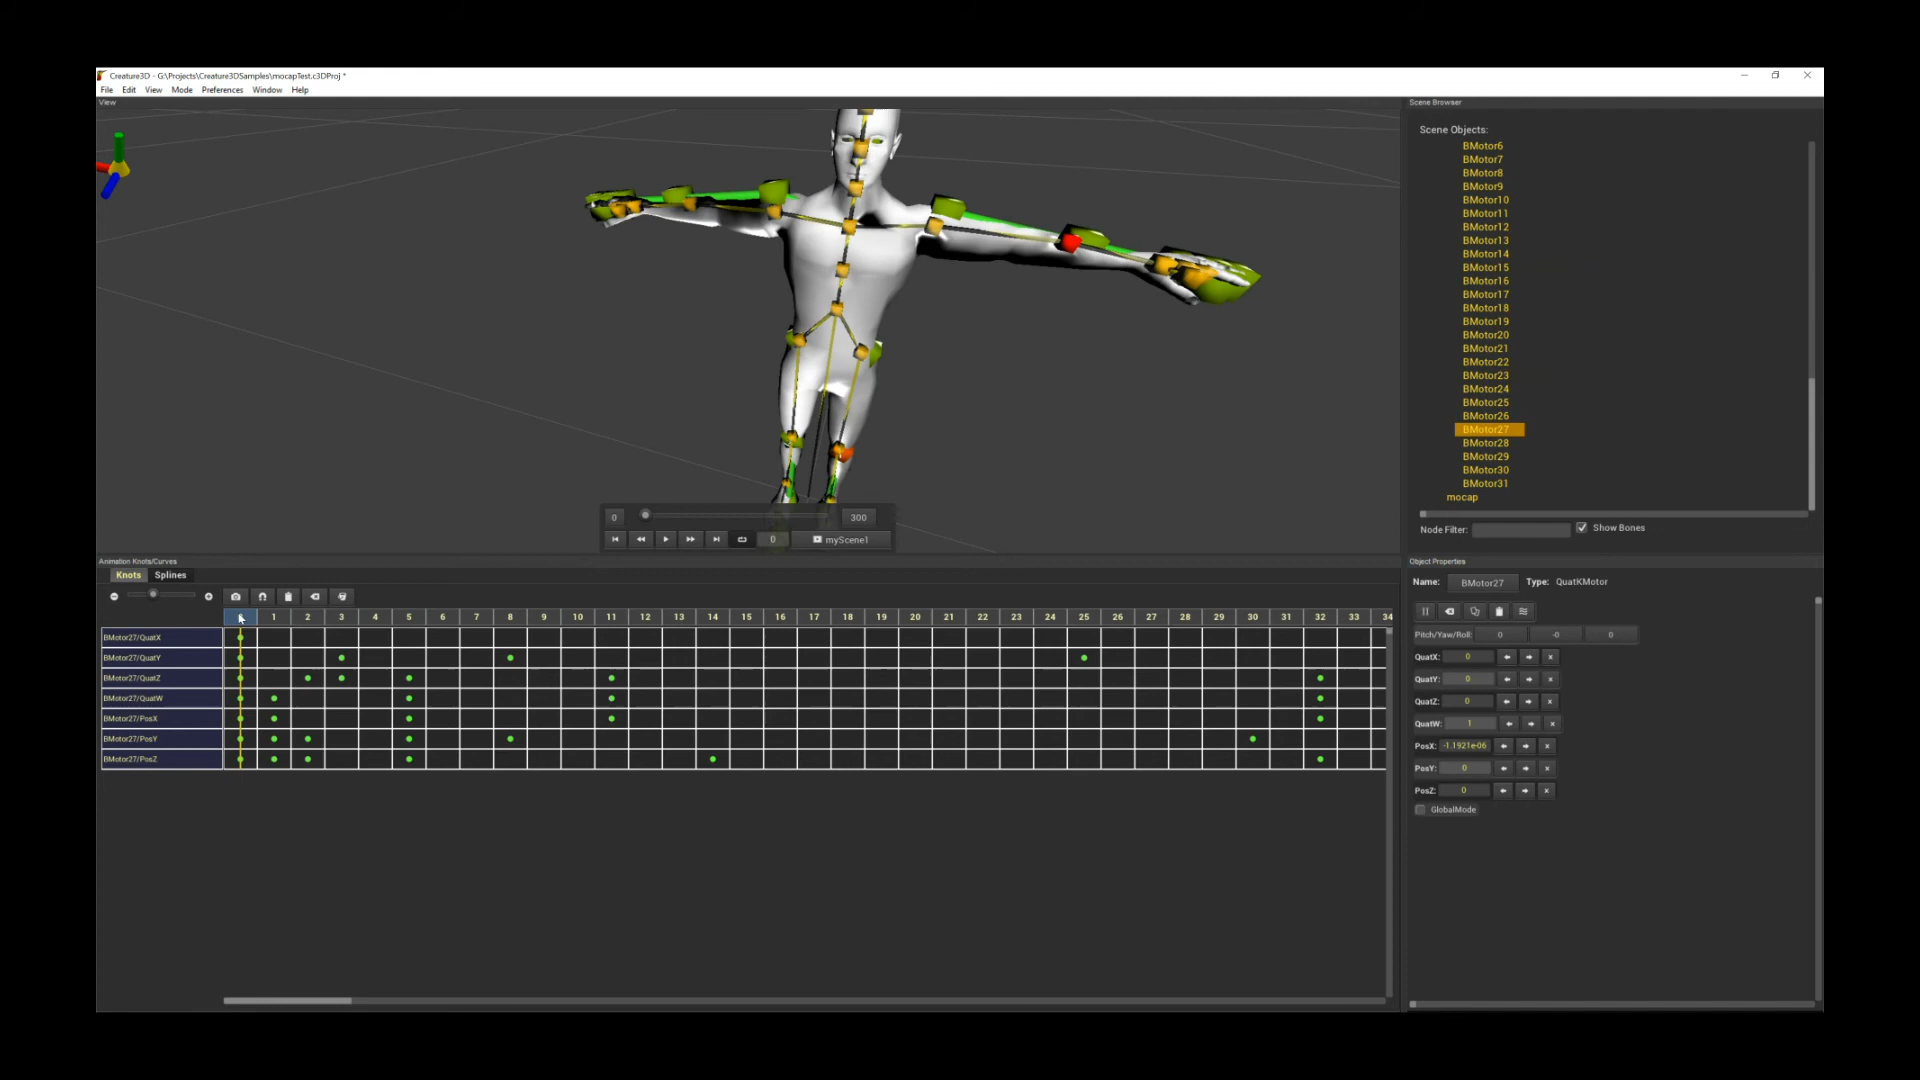 Creature3D - G:\Projects\Creature3DSamples\mocapTest.c3DProj *
File Edit View Mode Preferences Window Help
View
0 300
0 myScene1
Scene Browser
Scene Objects:
BMotor6
BMotor7
BMotor8
BMotor9
BMotor10
BMotor11
BMotor12
BMotor13
BMotor14
BMotor15
BMotor16
BMotor17
BMotor18
BMotor19
BMotor20
BMotor21
BMotor22
BMotor23
BMotor24
BMotor25
BMotor26
BMotor27
BMotor28
BMotor29
BMotor30
BMotor31
mocap
Node Filter: Show Bones
Animation Knots/Curves
Knots Splines
1 2 3 4 5 6 7 8 9 10 11 12 13 14 15 16 17 18 19 20 21 22 23 24 25 26 27 28 29 30 31 32 33 34
BMotor27/QuatX
BMotor27/QuatY
BMotor27/QuatZ
BMotor27/QuatW
BMotor27/PosX
BMotor27/PosY
BMotor27/PosZ
Object Properties
Name: BMotor27 Type: QuatKMotor
Pitch/Yaw/Roll: 0 -0 0
QuatX: 0 x
QuatY: 0 x
QuatZ: 0 x
QuatW: 1 x
PosX: -1.1921e-06 x
PosY: 0 x
PosZ: 0 x
GlobalMode